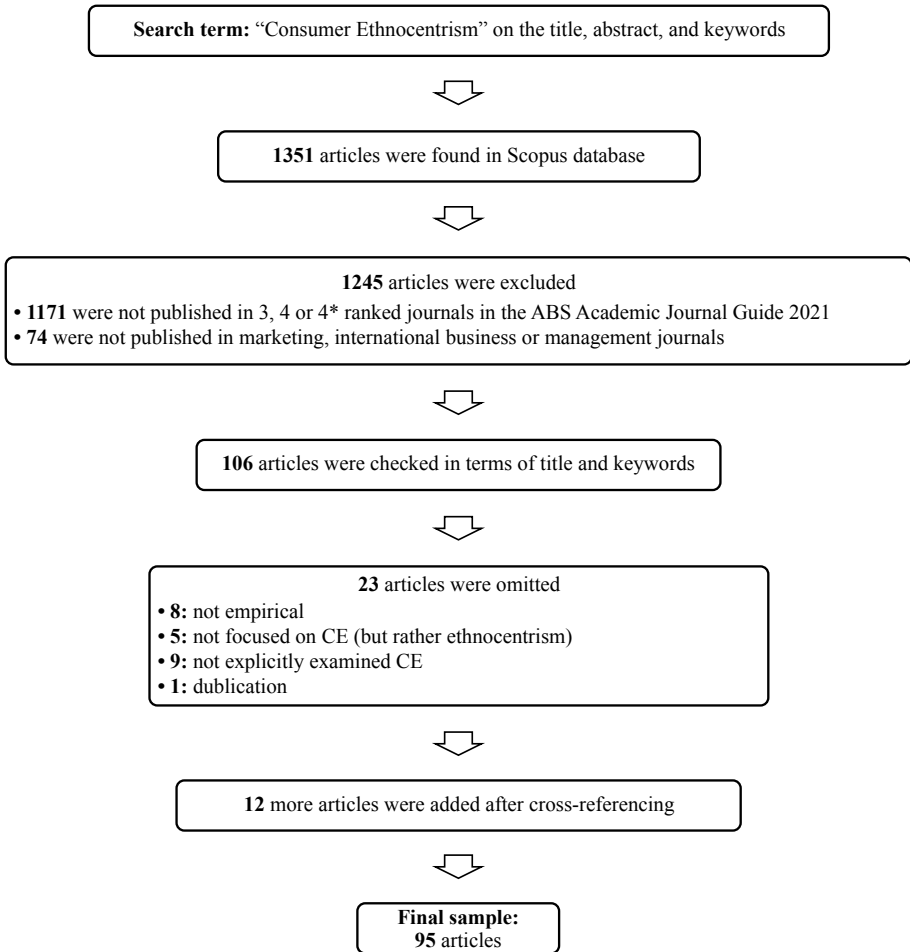 Search term: “Consumer Ethnocentrism” on the title, abstract, and keywords
1351 articles were found in Scopus database
1245 articles were excluded
• 1171 were not published in 3, 4 or 4* ranked journals in the ABS Academic Journal Guide 2021
• 74 were not published in marketing, international business or management journals
106 articles were checked in terms of title and keywords
23 articles were omitted
• 8: not empirical
• 5: not focused on CE (but rather ethnocentrism)
• 9: not explicitly examined CE
• 1: dublication
12 more articles were added after cross-referencing
Final sample:
95 articles